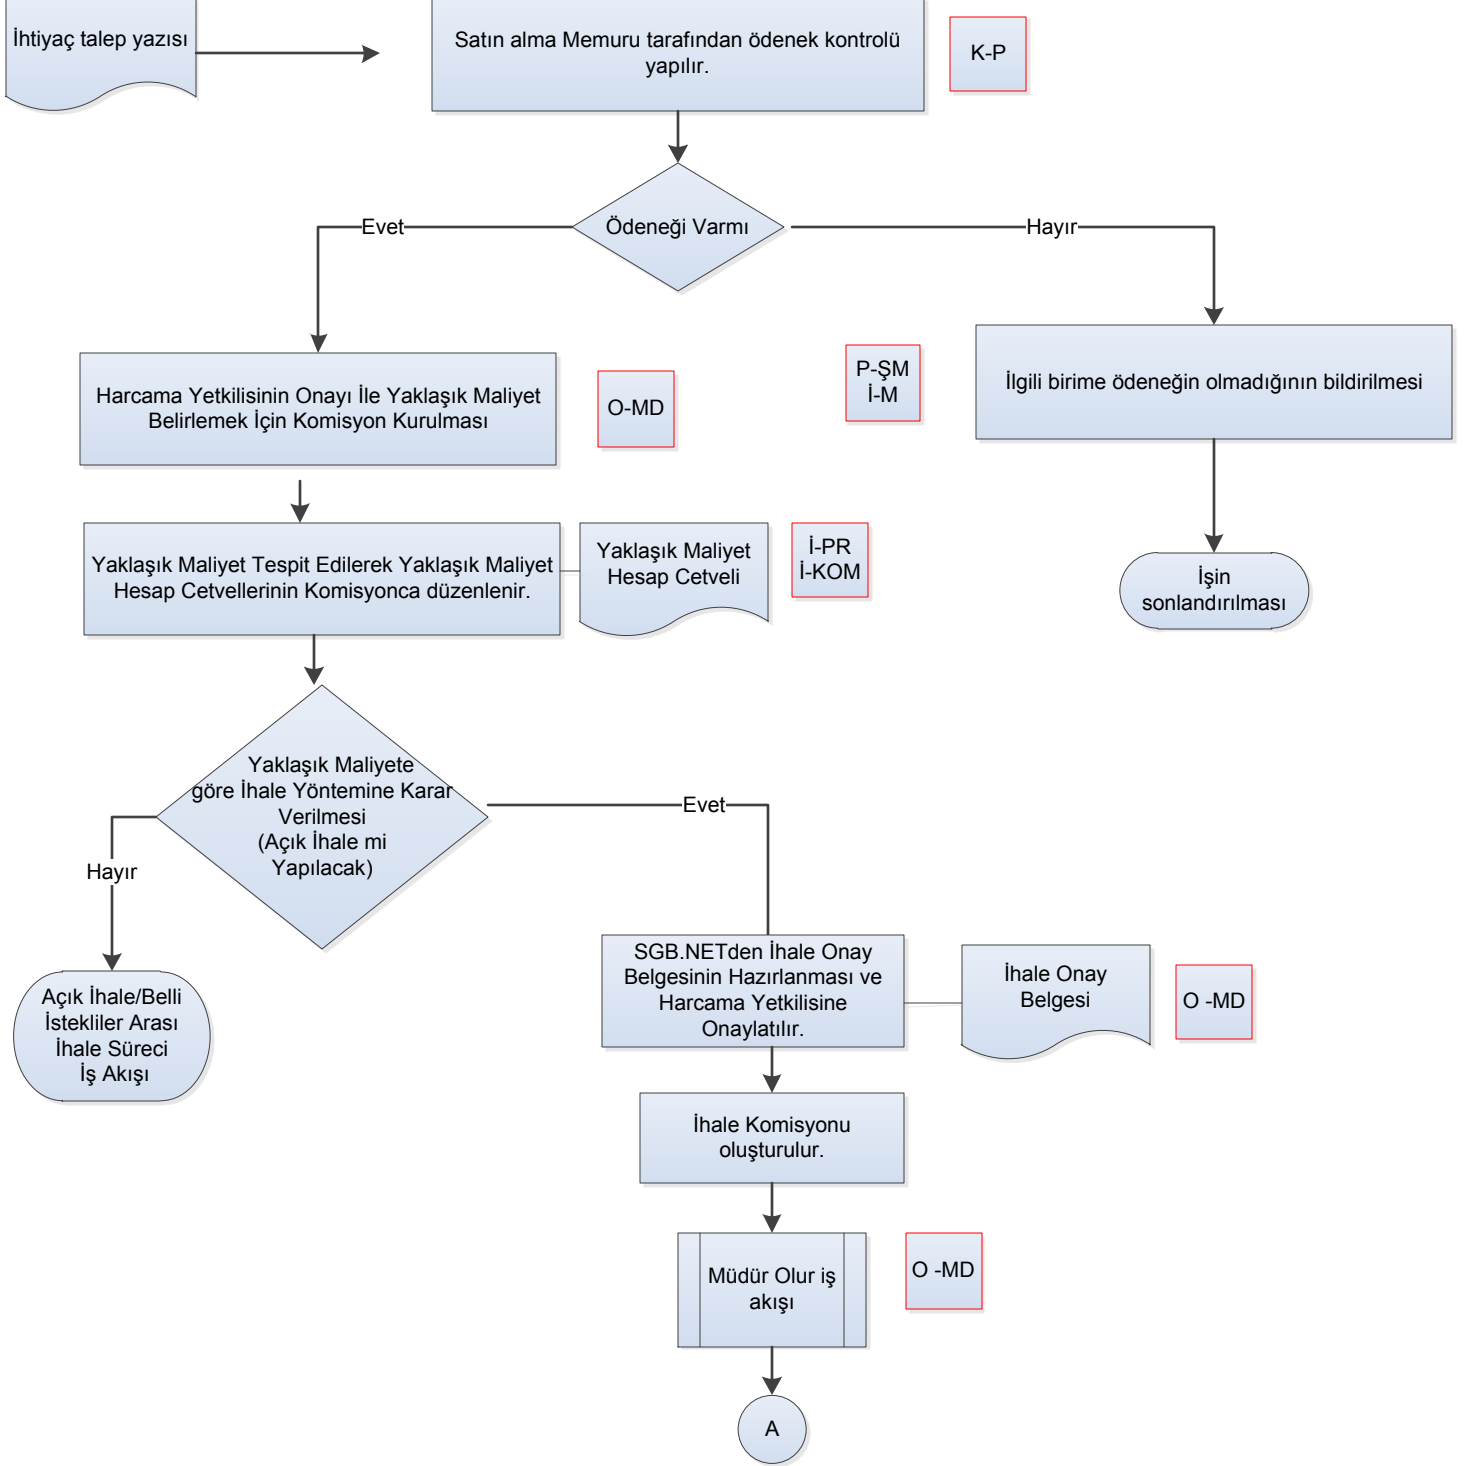 İhtiyaç talep yazısı
Satın alma Memuru tarafından ödenek kontrolü
yapılır.
K-P
Ödeneği Varmı
Evet
Hayır
Harcama Yetkilisinin Onayı İle Yaklaşık Maliyet
Belirlemek İçin Komisyon Kurulması
O-MD
P-ŞM
İ-M
İlgili birime ödeneğin olmadığının bildirilmesi
Yaklaşık Maliyet Tespit Edilerek Yaklaşık Maliyet
Hesap Cetvellerinin Komisyonca düzenlenir.
Yaklaşık Maliyet
Hesap Cetveli
İ-PR
İ-KOM
İşin
sonlandırılması
Yaklaşık Maliyete
göre İhale Yöntemine Karar
Verilmesi
(Açık İhale mi
Yapılacak)
Evet
Hayır
Açık İhale/Belli
İstekliler Arası
İhale Süreci
İş Akışı
SGB.NETden İhale Onay
Belgesinin Hazırlanması ve
Harcama Yetkilisine
Onaylatılır.
İhale Onay
Belgesi
O -MD
İhale Komisyonu
oluşturulur.
Müdür Olur iş
akışı
O -MD
A